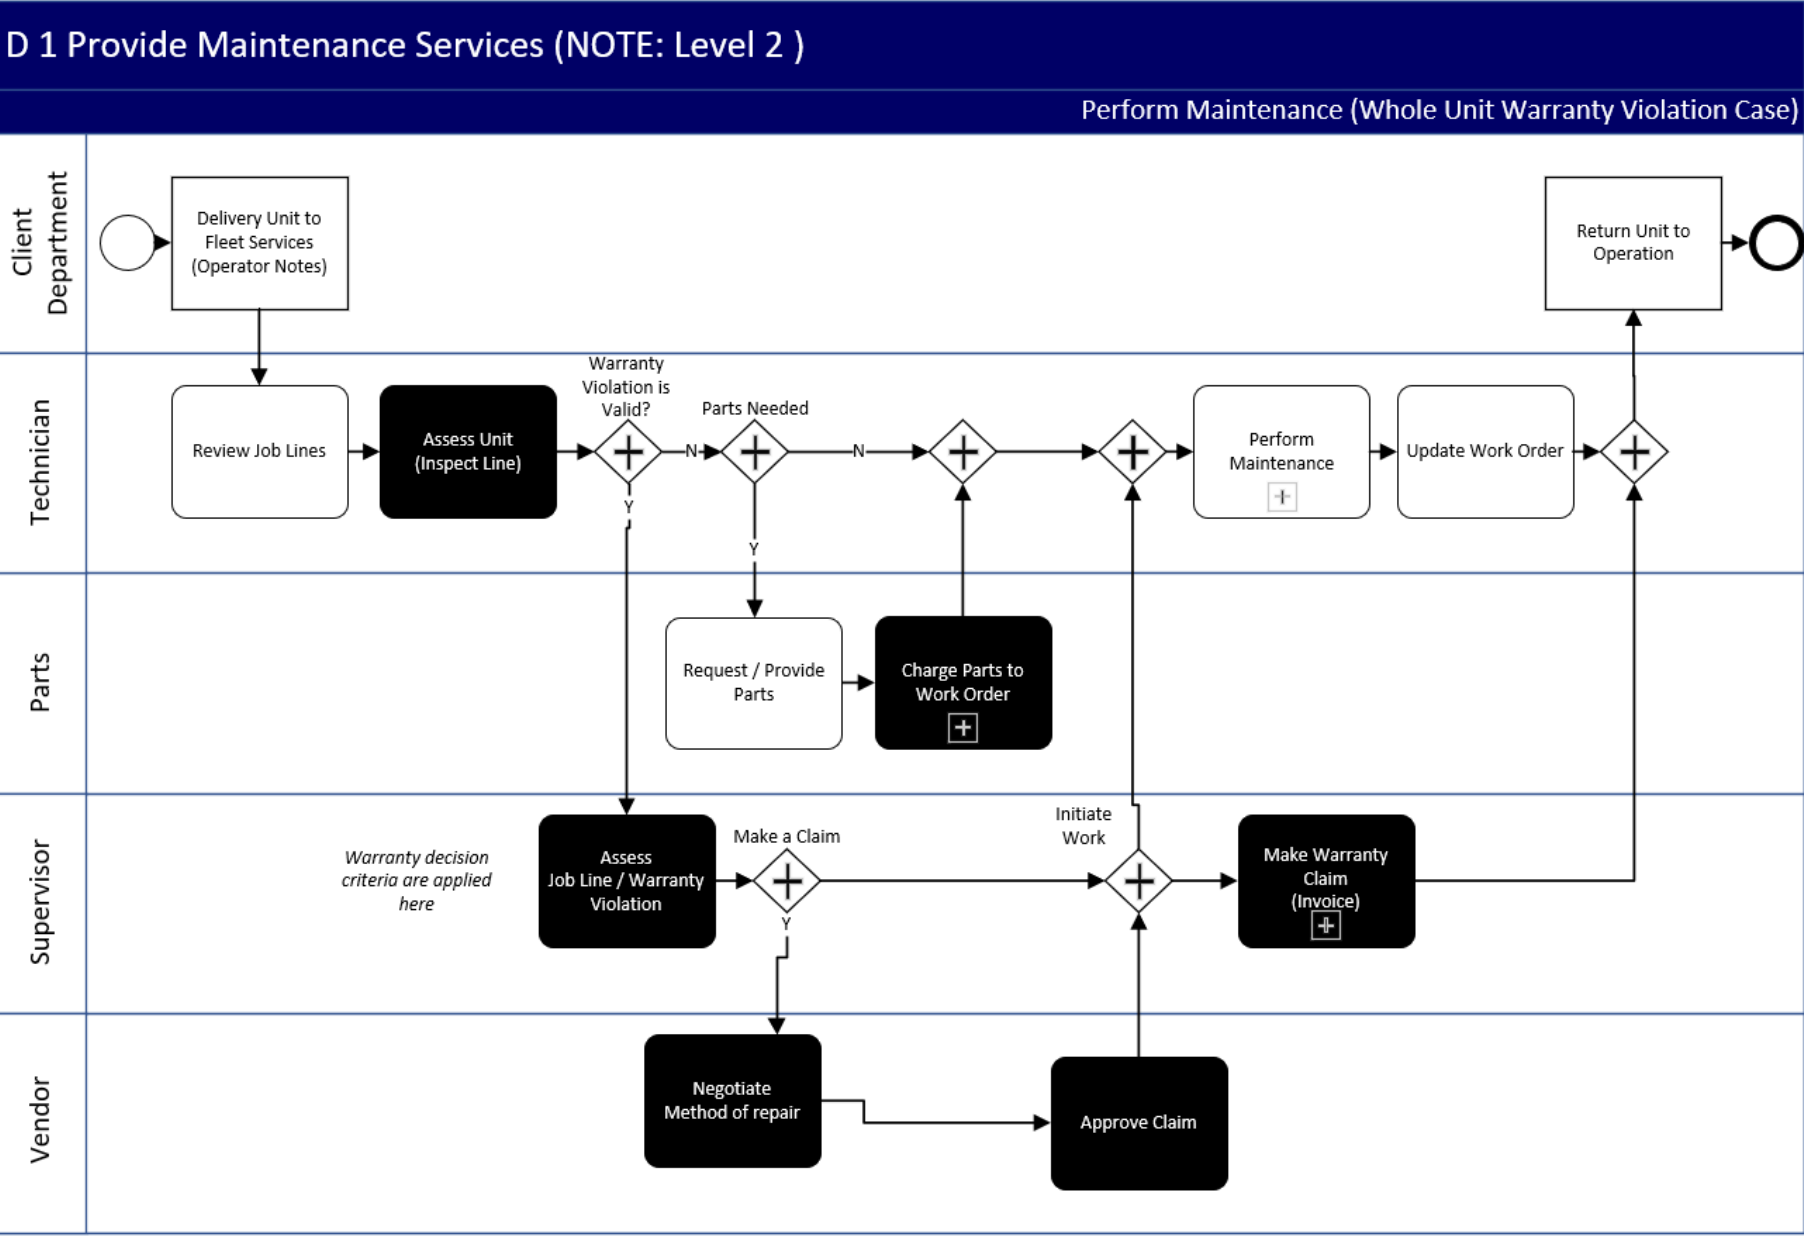 D 1 Provide Maintenance Services (NOTE: Level 2 )
Perform Maintenance (Whole Unit Warranty Violation Case)
Client
Department
Delivery Unit to
Fleet Services
(Operator Notes)
Return Unit to
Operation
Technician
Review Job Lines
Assess Unit
(Inspect Line)
Warranty
Violation is
Valid?
N
Y
Parts Needed
N
Y
Perform
Maintenance
Update Work Order
Parts
Request / Provide
Parts
Charge Parts to
Work Order
Supervisor
Warranty decision
criteria are applied
here
Assess
Job Line / Warranty
Violation
Make a Claim
Y
Initiate
Work
Make Warranty
Claim
(Invoice)
Vendor
Negotiate
Method of repair
Approve Claim